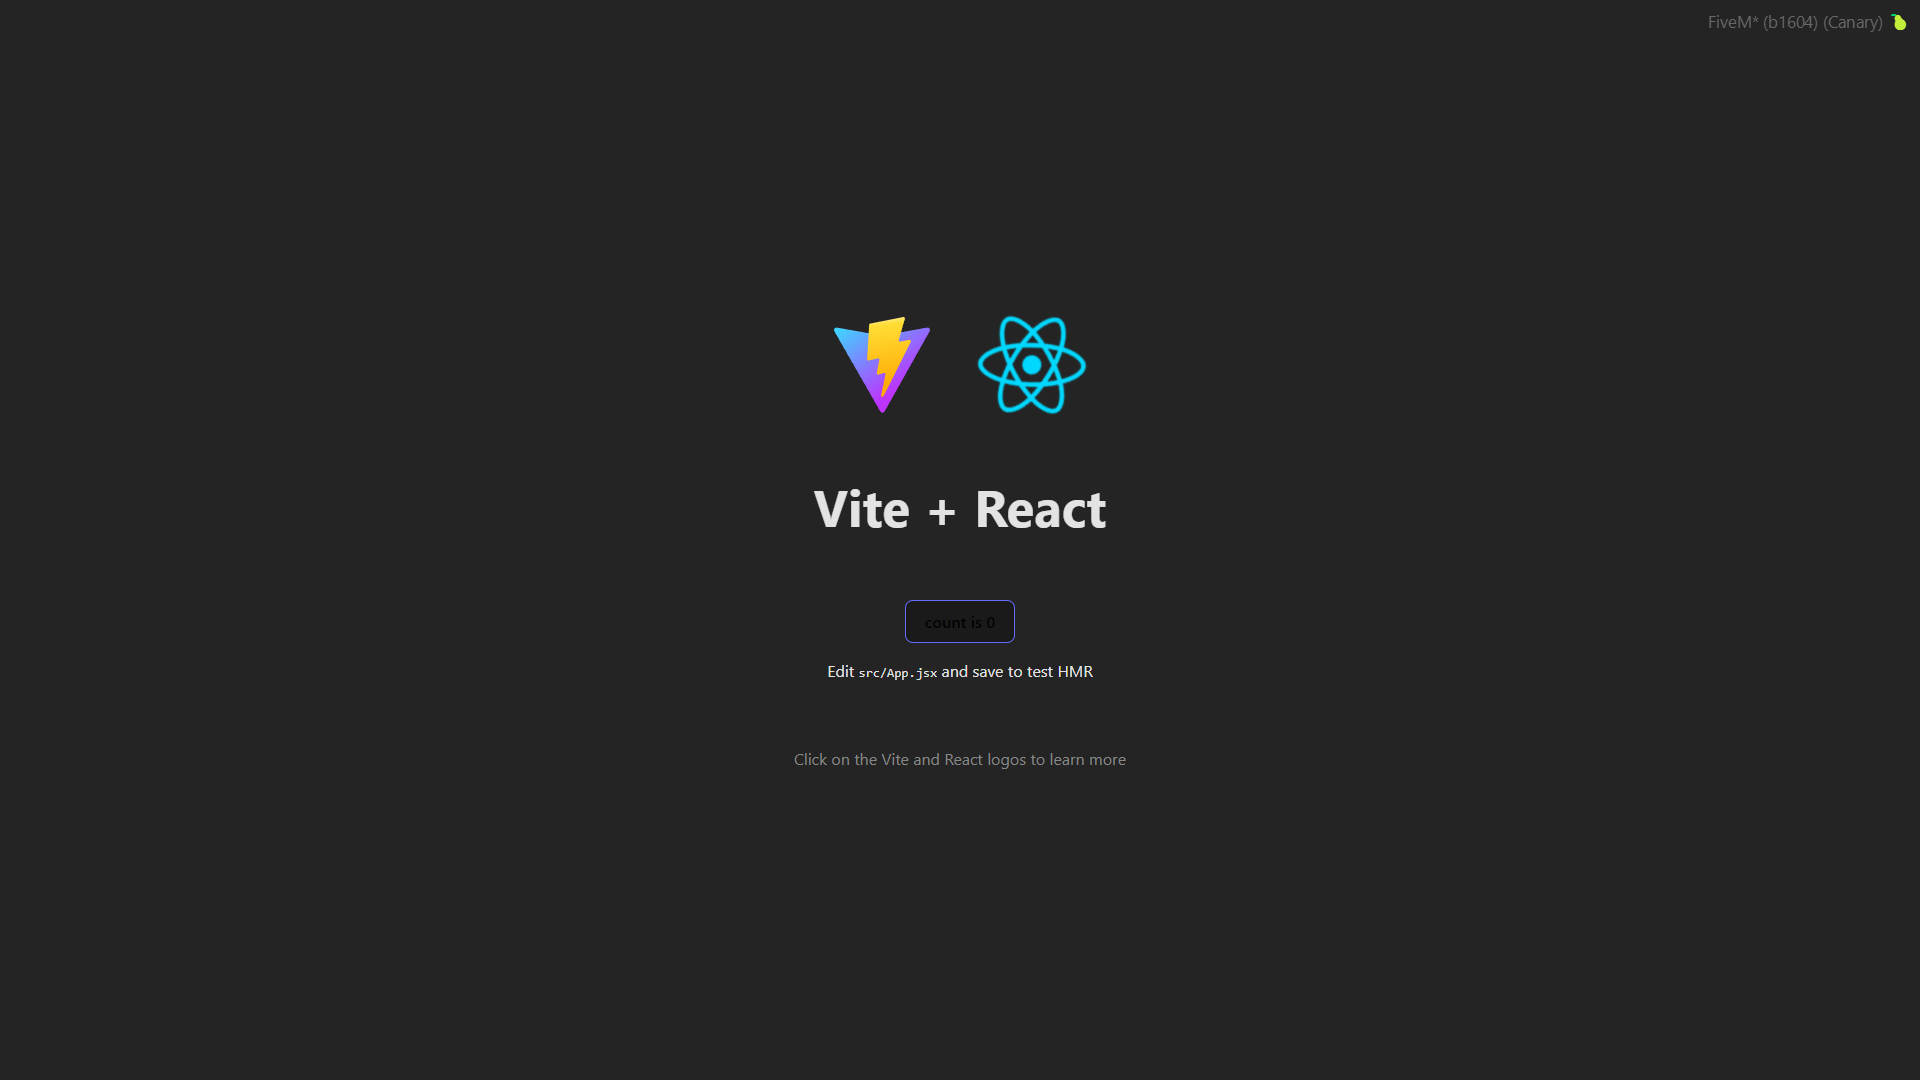 FiveM* (b1604) (Canary)
Vite + React
count is 0
Edit src/App.jsx and save to test HMR
Click on the Vite and React logos to learn more